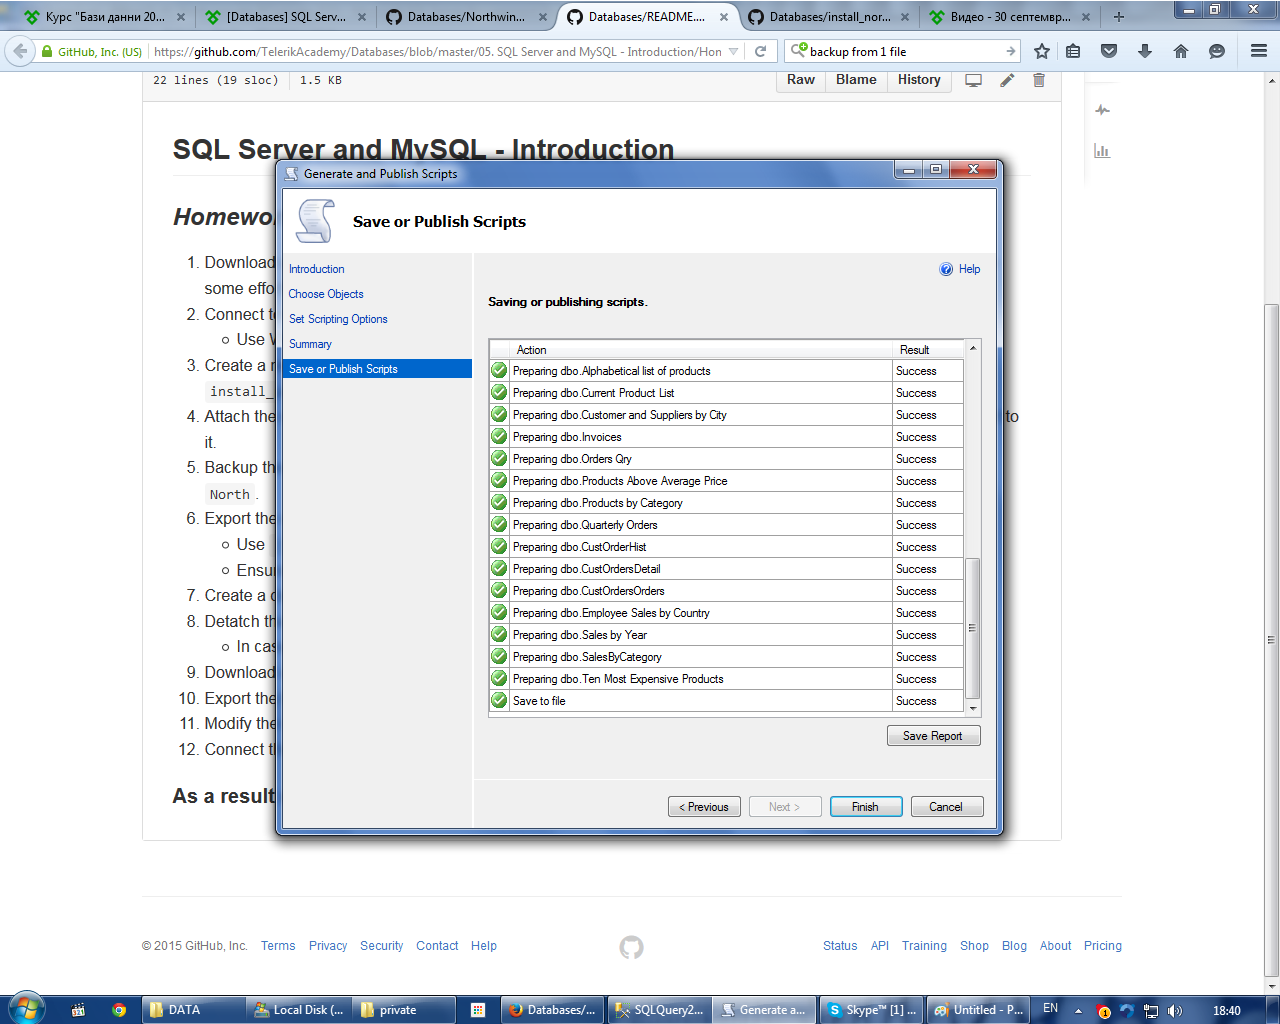 Курс "Бази данни 20...
[Databases] SQL Serv...
Databases/Northwin...
Databases/README....
Databases/install_nor...
Видео - 30 септемвр...
GitHub, Inc. (US)
https://github.com/TelerikAcademy/Databases/blob/master/05. SQL Server and MySQL - Introduction/Hon
backup from 1 file
22 lines (19 sloc)
1.5 KB
Raw
Blame
History
SQL Server and MySQL - Introduction
Generate and Publish Scripts
Save or Publish Scripts
Homewo
1. Download
some effo
2. Connect t
Use
3. Create a
install_
4. Attach the
to
it.
5. Backup th
North .
6. Export the
Use
Ensu
7. Create a
8. Detatch th
In cas
9. Download
10. Export the
11. Modify the
12. Connect t
As a result
Introduction
Choose Objects
Set Scripting Options
Summary
Save or Publish Scripts
Help
Saving or publishing scripts.
Action Result
Preparing dbo.Alphabetical list of products Success
Preparing dbo.Current Product List Success
Preparing dbo.Customer and Suppliers by City Success
Preparing dbo.Invoices Success
Preparing dbo.Orders Qry Success
Preparing dbo.Products Above Average Price Success
Preparing dbo.Products by Category Success
Preparing dbo.Quarterly Orders Success
Preparing dbo.CustOrderHist Success
Preparing dbo.CustOrdersDetail Success
Preparing dbo.CustOrdersOrders Success
Preparing dbo.Employee Sales by Country Success
Preparing dbo.Sales by Year Success
Preparing dbo.SalesByCategory Success
Preparing dbo.Ten Most Expensive Products Success
Save to file Success
Save Report
< Previous
Next >
Finish
Cancel
© 2015 GitHub, Inc. Terms Privacy Security Contact Help
Status API Training Shop Blog About Pricing
321
DATA
Local Disk (...
private
Databases/...
SQLQuery2...
Generate a...
Skype™ [1] ...
Untitled - P...
EN
1
18:40